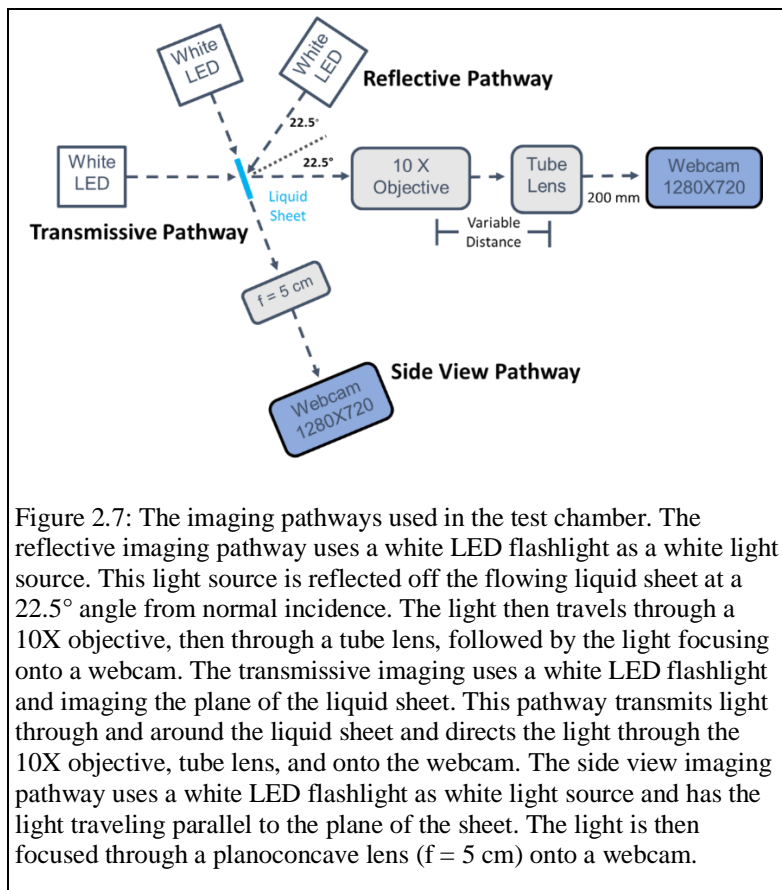 White
LED
White
LED
Reflective Pathway
22.5°
22.5°
White
LED
10 X
Objective
Tube
Lens
Webcam
1280X720
Liquid
Sheet
200 mm
Transmissive Pathway
Variable
Distance
f = 5 cm
Side View Pathway
Webcam
1280X720
Figure 2.7: The imaging pathways used in the test chamber. The
reflective imaging pathway uses a white LED flashlight as a white light
source. This light source is reflected off the flowing liquid sheet at a
22.5° angle from normal incidence. The light then travels through a
10X objective, then through a tube lens, followed by the light focusing
onto a webcam. The transmissive imaging uses a white LED flashlight
and imaging the plane of the liquid sheet. This pathway transmits light
through and around the liquid sheet and directs the light through the
10X objective, tube lens, and onto the webcam. The side view imaging
pathway uses a white LED flashlight as white light source and has the
light traveling parallel to the plane of the sheet. The light is then
focused through a planoconcave lens (f = 5 cm) onto a webcam.